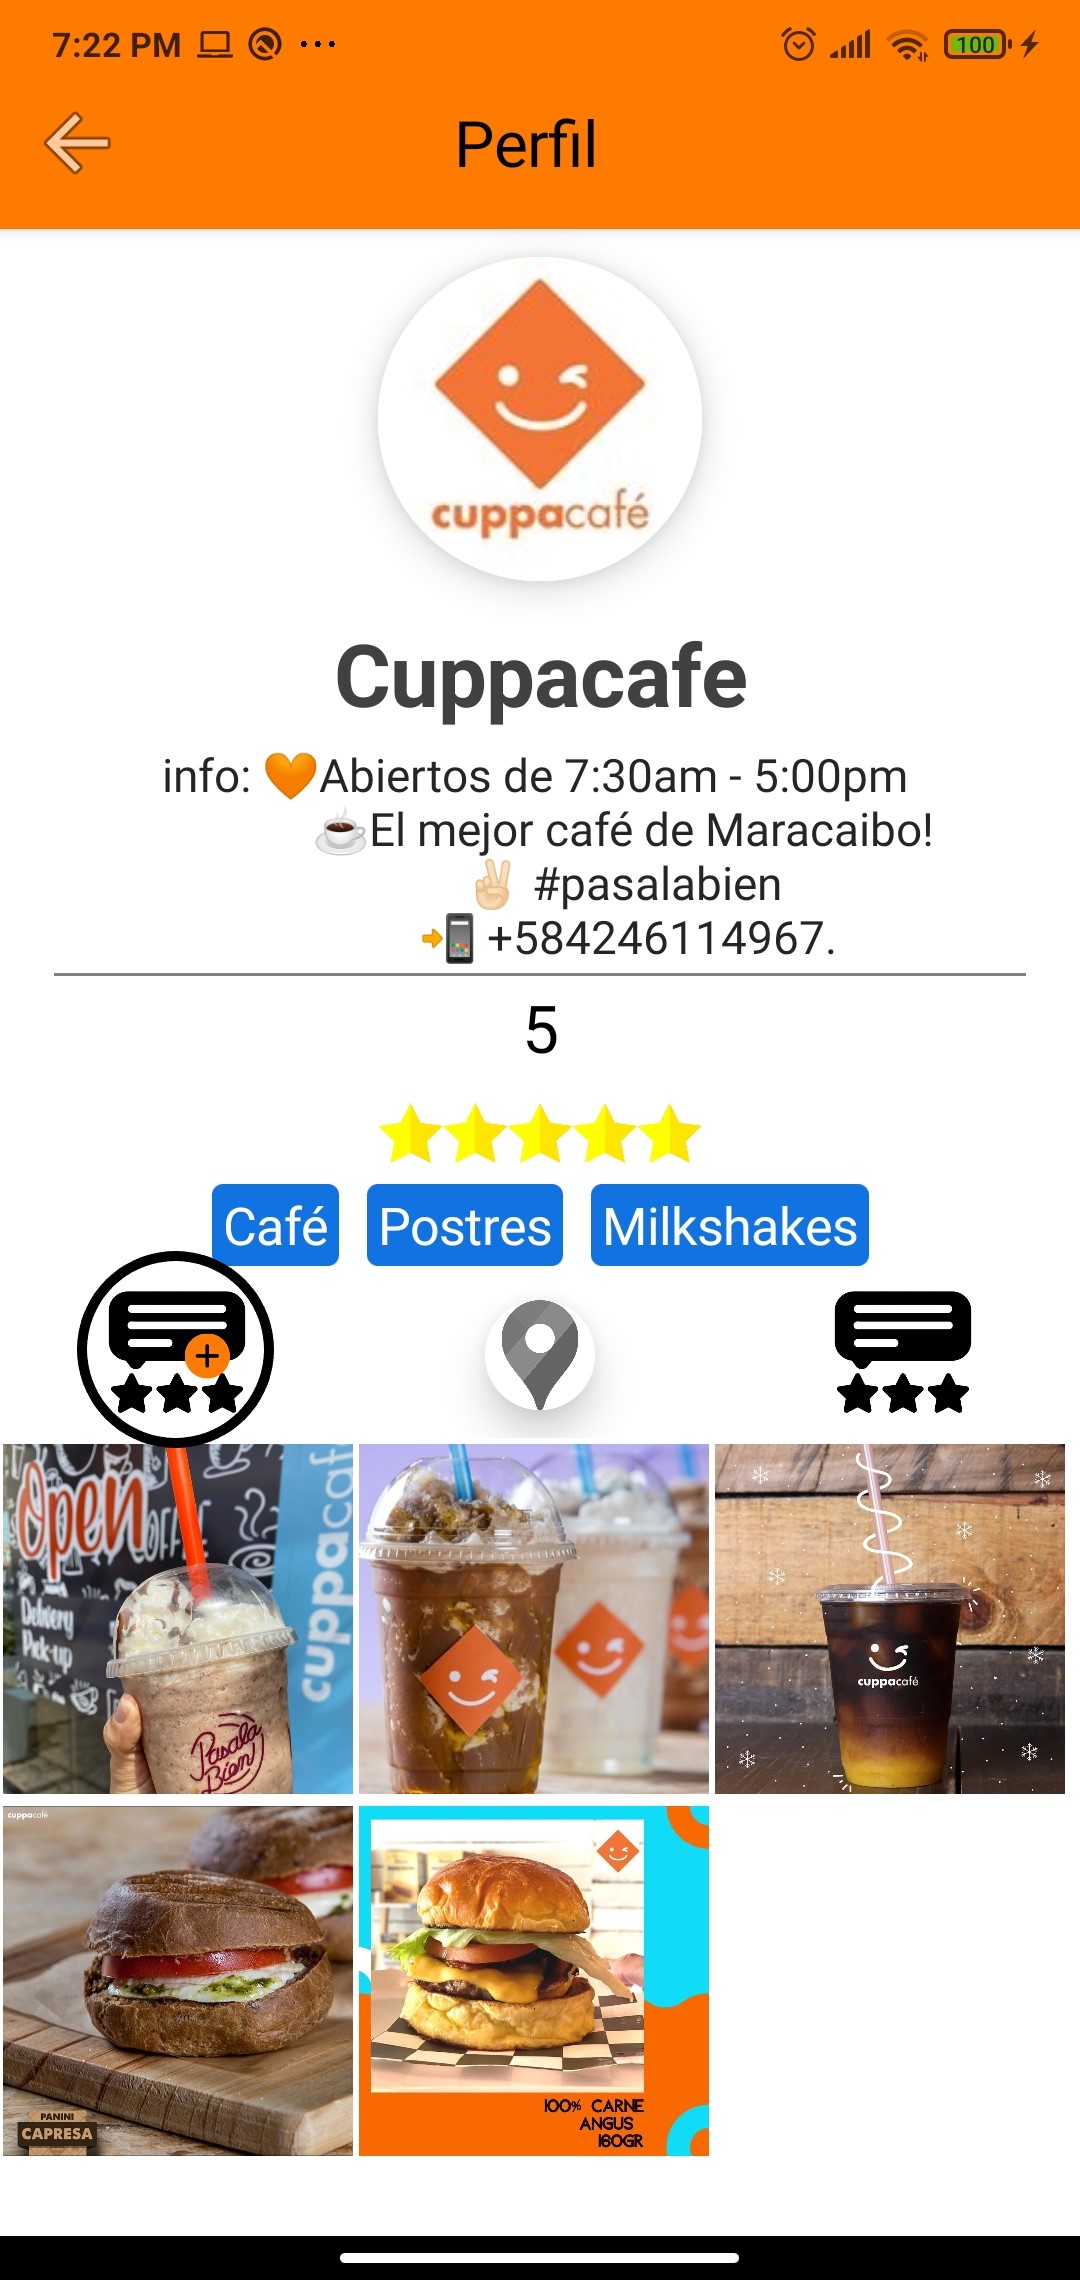 7:22 PM
100
Perfil
cuppacafé
Cuppacafe
info: 🧡Abiertos de 7:30am - 5:00pm
☕El mejor café de Maracaibo!
✌🏻 #pasalabien
📲 +584246114967.
5
Café Postres Milkshakes
Open
COFFEE
Delivery
Pick-up
cuppacafé
Pasala
Bien
cuppacafé
cuppacafé
PANINI
CAPRESA
100% CARNE
ANGUS
160GR